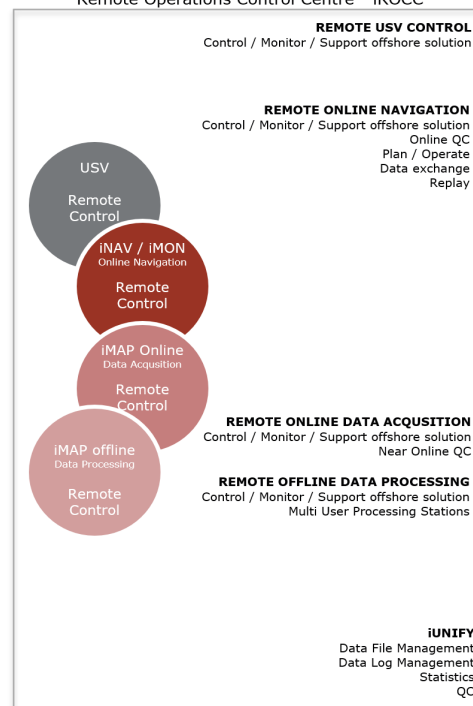 Remote Operations Control Centre - iROCC
REMOTE USV CONTROL
Control / Monitor / Support offshore solution
REMOTE ONLINE NAVIGATION
Control / Monitor / Support offshore solution
Online QC
Plan / Operate
Data exchange
Replay
USV
Remote
Control
iNAV / iMON
Online Navigation
Remote
Control
iMAP Online
Data Acqusition
Remote
Control
iMAP offline
Data Processing
Remote
Control
REMOTE ONLINE DATA ACQUSITION
Control / Monitor / Support offshore solution
Near Online QC
REMOTE OFFLINE DATA PROCESSING
Control / Monitor / Support offshore solution
Multi User Processing Stations
iUNIFY
Data File Management
Data Log Management
Statistics
QC